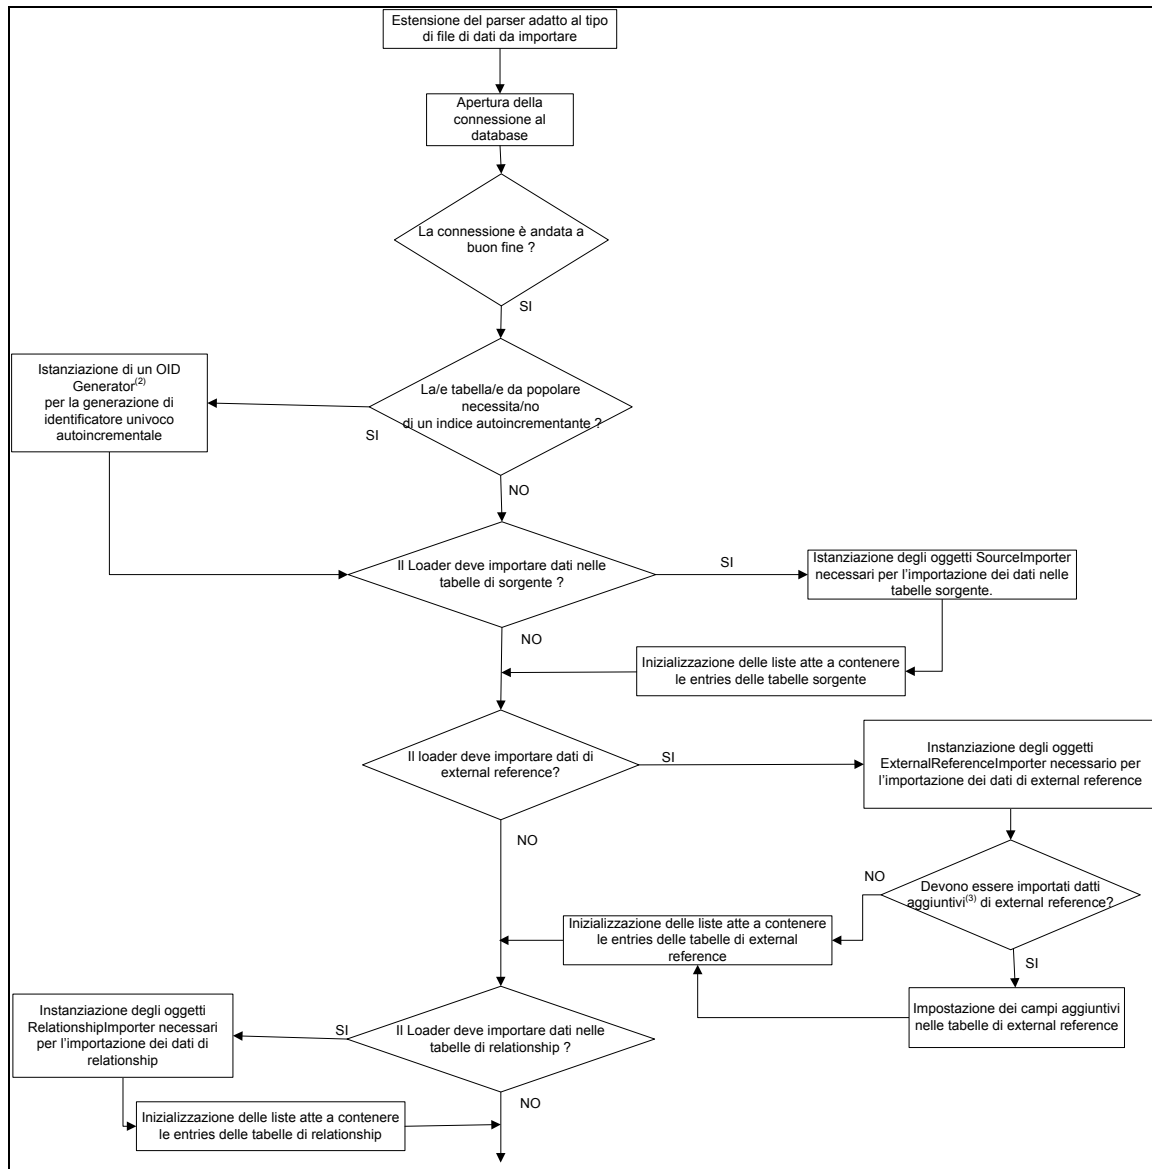 Estensione del parser adatto al tipo
di file di dati da importare
Apertura della
connessione al
database
La connessione è andata a
buon fine ?
SI
Istanziazione di un OID
Generator(2)
per la generazione di
identificatore univoco
autoincrementale
La/e tabella/e da popolare
necessita/no
di un indice autoincrementante ?
SI
NO
Il Loader deve importare dati nelle
tabelle di sorgente ?
SI
Istanziazione degli oggetti SourceImporter
necessari per l'importazione dei dati nelle
tabelle sorgente.
NO
Inizializzazione delle liste atte a contenere
le entries delle tabelle sorgente
Il loader deve importare dati di
external reference?
SI
Instanziazione degli oggetti
ExternalReferenceImporter necessario per
l'importazione dei dati di external reference
NO
Devono essere importati datti
aggiuntivi(3) di external reference?
NO
Inizializzazione delle liste atte a contenere
le entries delle tabelle di external
reference
SI
Impostazione dei campi aggiuntivi
nelle tabelle di external reference
Instanziazione degli oggetti
RelationshipImporter necessari
per l'importazione dei dati di
relationship
SI
Il Loader deve importare dati nelle
tabelle di relationship ?
NO
Inizializzazione delle liste atte a contenere
le entries delle tabelle di relationship